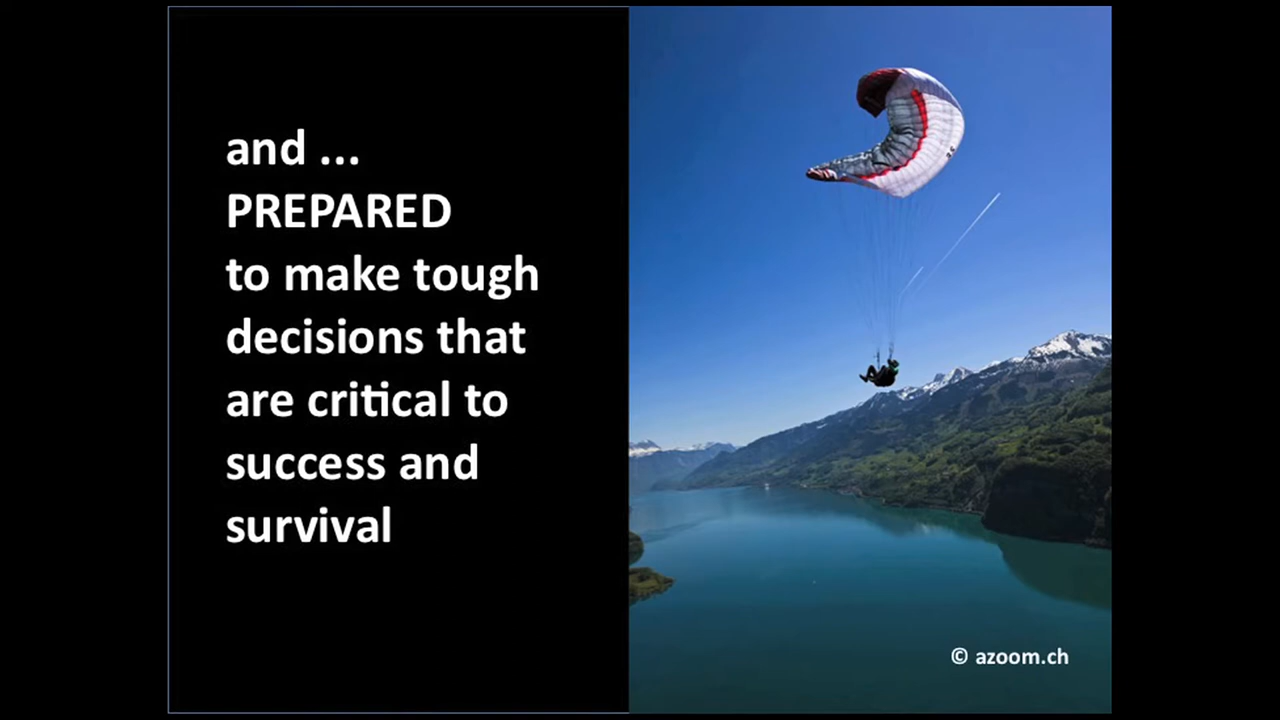 and ...
PREPARED
to make tough
decisions that
are critical to
success and
survival
© azoom.ch